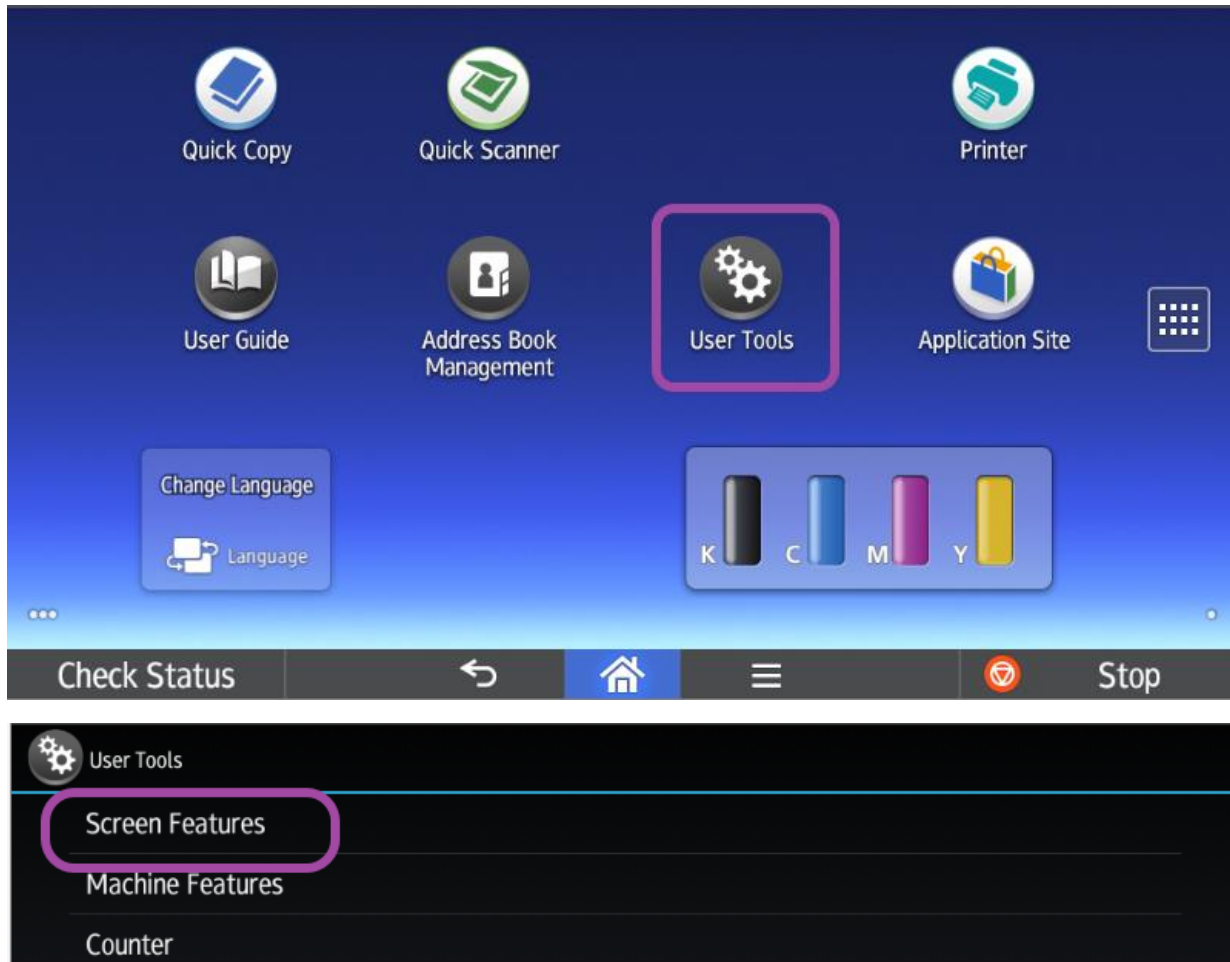 Quick Copy
Quick Scanner
Printer
User Guide
Address Book
Management
User Tools
Application Site
Change Language
Language
K C M Y
Check Status
Stop
User Tools
Screen Features
Machine Features
Counter